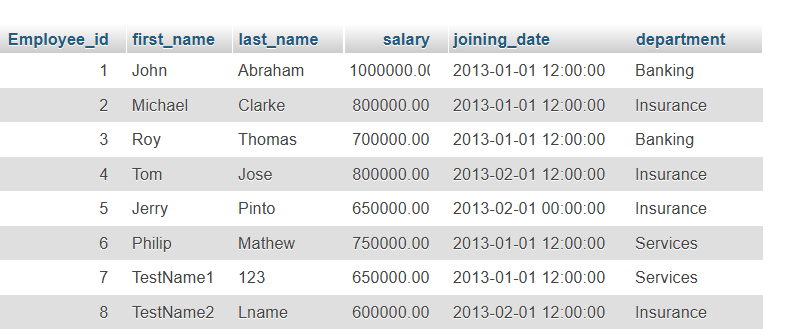 Employee_id first_name last_name salary joining_date department
1 John Abraham 1000000.00 2013-01-01 12:00:00 Banking
2 Michael Clarke 800000.00 2013-01-01 12:00:00 Insurance
3 Roy Thomas 700000.00 2013-01-01 12:00:00 Banking
4 Tom Jose 800000.00 2013-02-01 12:00:00 Insurance
5 Jerry Pinto 650000.00 2013-02-01 00:00:00 Insurance
6 Philip Mathew 750000.00 2013-01-01 12:00:00 Services
7 TestName1 123 650000.00 2013-01-01 12:00:00 Services
8 TestName2 Lname 600000.00 2013-02-01 12:00:00 Insurance